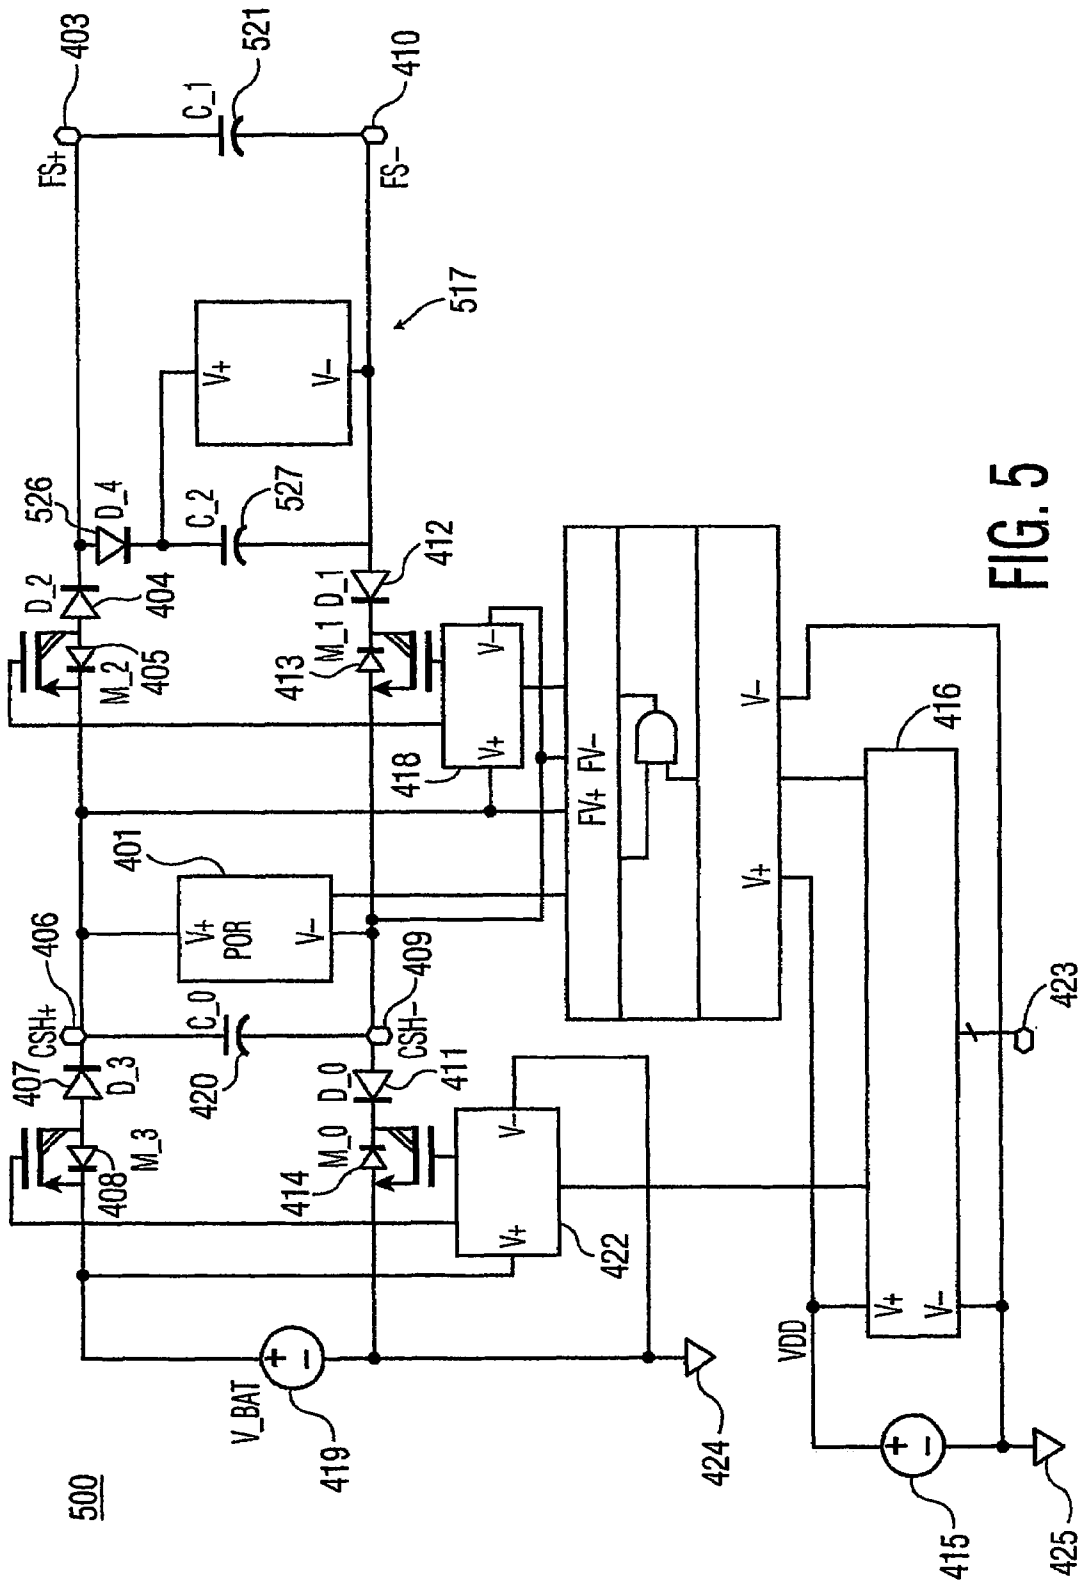 500
V_BAT
419
+
−
424
415
+
−
425
VDD
V+
V−
416
423
422
V+
V−
408
M_3
407
D_3
CSH+
406
C_0
420
CSH−
409
D_0
411
M_0
414
401
V+
POR
V−
418
V+
V−
FV+
FV−
V+
V−
M_2
405
D_2
404
M_1
413
D_1
412
526
D_4
C_2
527
V+
V−
517
FS+
403
C_1
521
FS−
410
FIG. 5